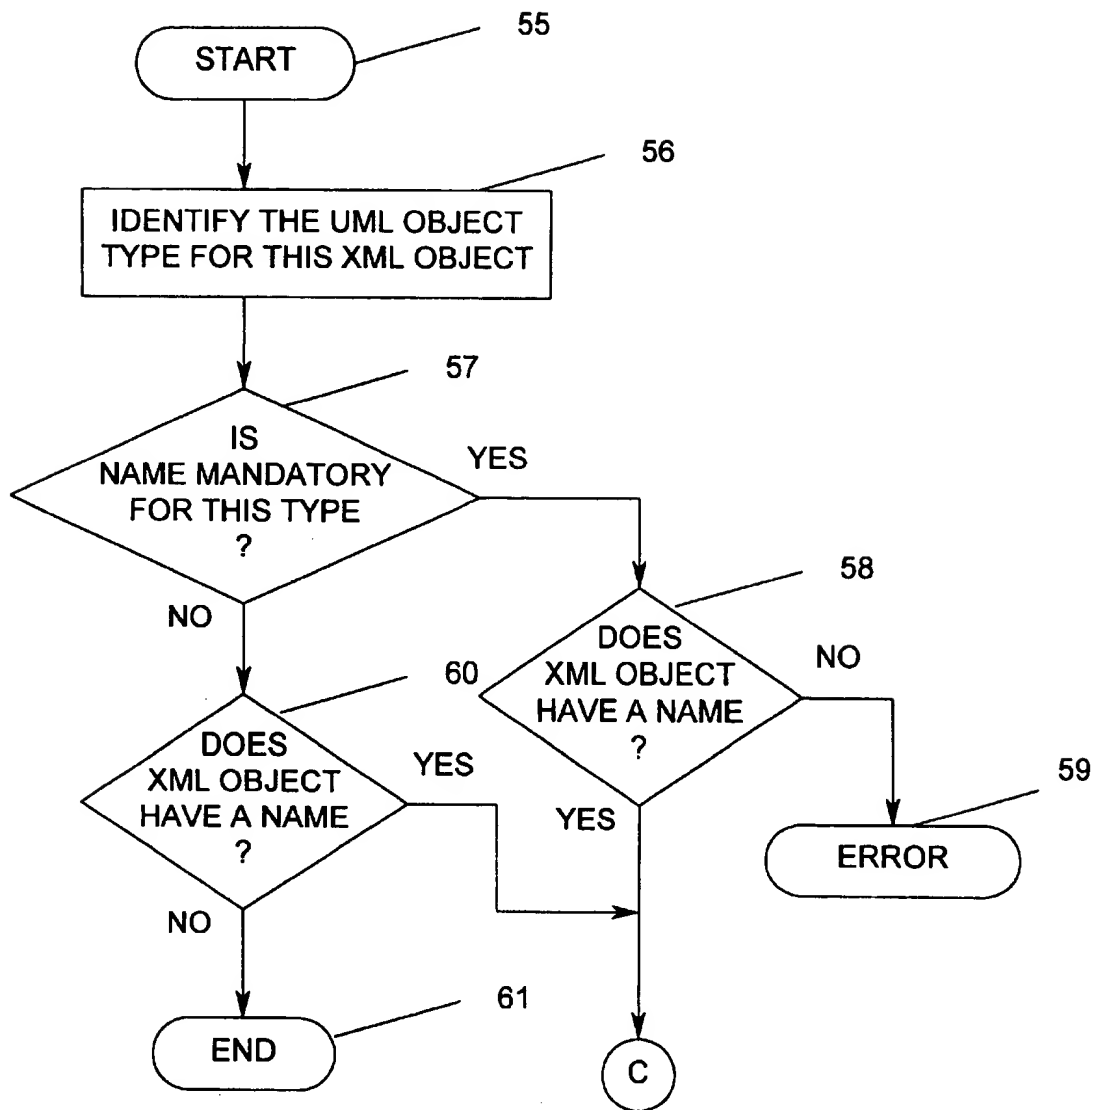 START
55
56
IDENTIFY THE UML OBJECT
TYPE FOR THIS XML OBJECT
57
IS
NAME MANDATORY
FOR THIS TYPE
?
YES
NO
58
DOES
XML OBJECT
HAVE A NAME
?
NO
YES
59
ERROR
60
DOES
XML OBJECT
HAVE A NAME
?
YES
NO
61
END
C